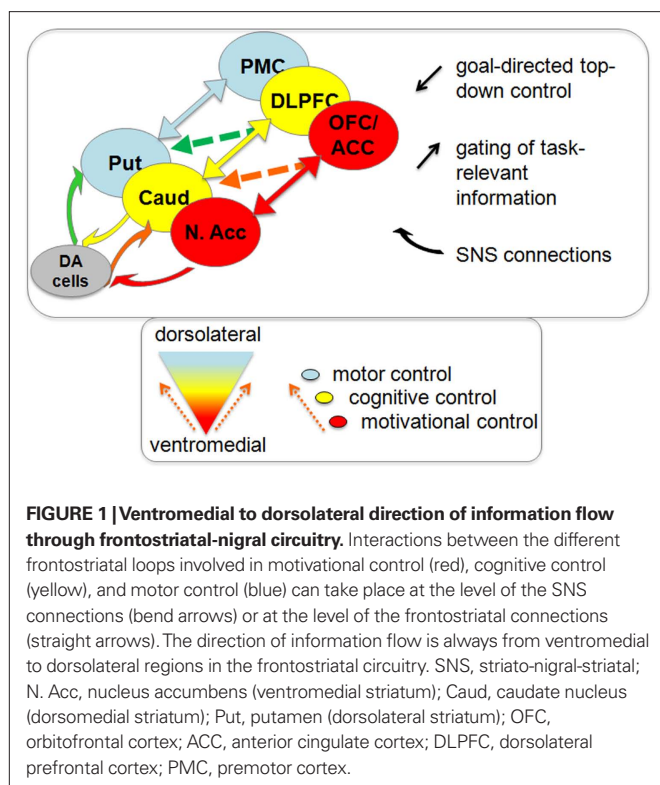 PMC
DLPFC
OFC/
ACC
Put
Caud
N. Acc
DA
cells
goal-directed top-
down control
gating of task-
relevant
information
SNS connections
dorsolateral
ventromedial
motor control
cognitive control
motivational control
FIGURE 1 | Ventromedial to dorsolateral direction of information flow
through frontostriatal-nigral circuitry. Interactions between the different
frontostriatal loops involved in motivational control (red), cognitive control
(yellow), and motor control (blue) can take place at the level of the SNS
connections (bend arrows) or at the level of the frontostriatal connections
(straight arrows). The direction of information flow is always from ventromedial
to dorsolateral regions in the frontostriatal circuitry. SNS, striato-nigral-striatal;
N. Acc, nucleus accumbens (ventromedial striatum); Caud, caudate nucleus
(dorsomedial striatum); Put, putamen (dorsolateral striatum); OFC,
orbitofrontal cortex; ACC, anterior cingulate cortex; DLPFC, dorsolateral
prefrontal cortex; PMC, premotor cortex.